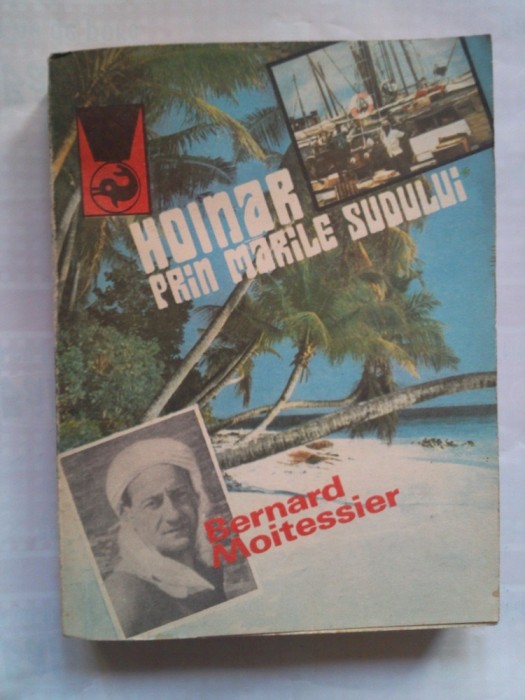 HOINAR
PRIN MARILE SUDULUI
Bernard
Moitessier